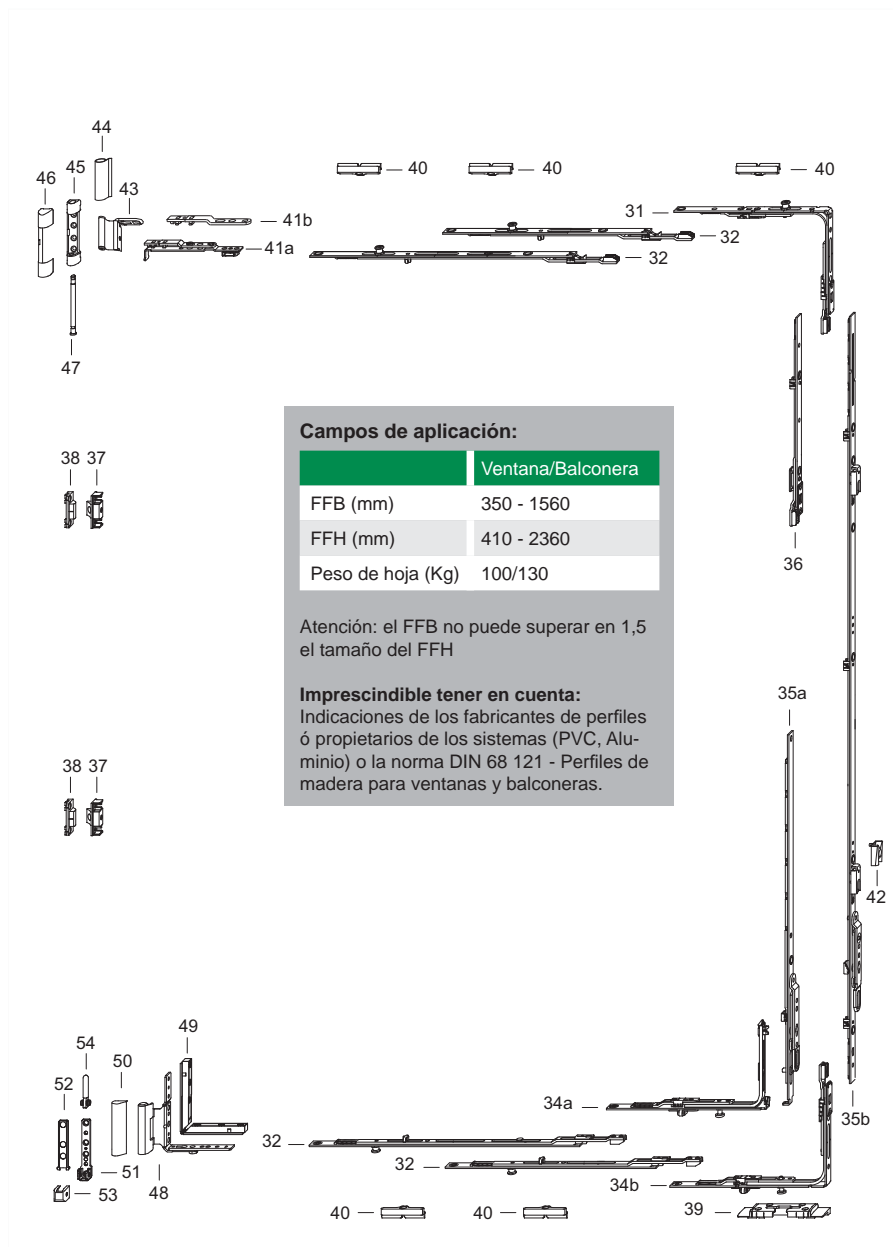 44
45
46
43
40
40
40
31
41b
41a
32
32
47
38 37
36
Campos de aplicación:
Ventana/Balconera
FFB (mm) 350 - 1560
FFH (mm) 410 - 2360
Peso de hoja (Kg) 100/130
Atención: el FFB no puede superar en 1,5
el tamaño del FFH
Imprescindible tener en cuenta:
Indicaciones de los fabricantes de perfiles
ó propietarios de los sistemas (PVC, Alu-
minio) o la norma DIN 68 121 - Perfiles de
madera para ventanas y balconeras.
35a
38 37
42
49
54
50
52
34a
35b
32
32
51
48
34b
53
40
40
39